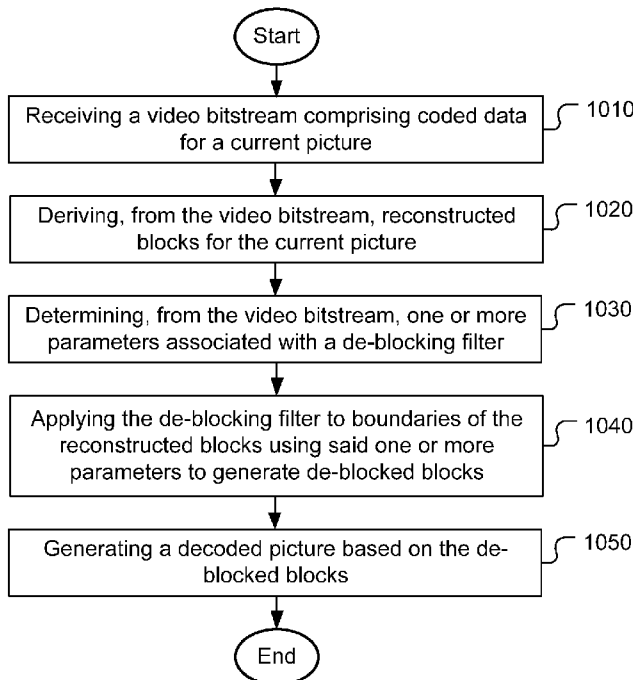 Start
Receiving a video bitstream comprising coded data
for a current picture
1010
Deriving, from the video bitstream, reconstructed
blocks for the current picture
1020
Determining, from the video bitstream, one or more
parameters associated with a de-blocking filter
1030
Applying the de-blocking filter to boundaries of the
reconstructed blocks using said one or more
parameters to generate de-blocked blocks
1040
Generating a decoded picture based on the de-
blocked blocks
1050
End